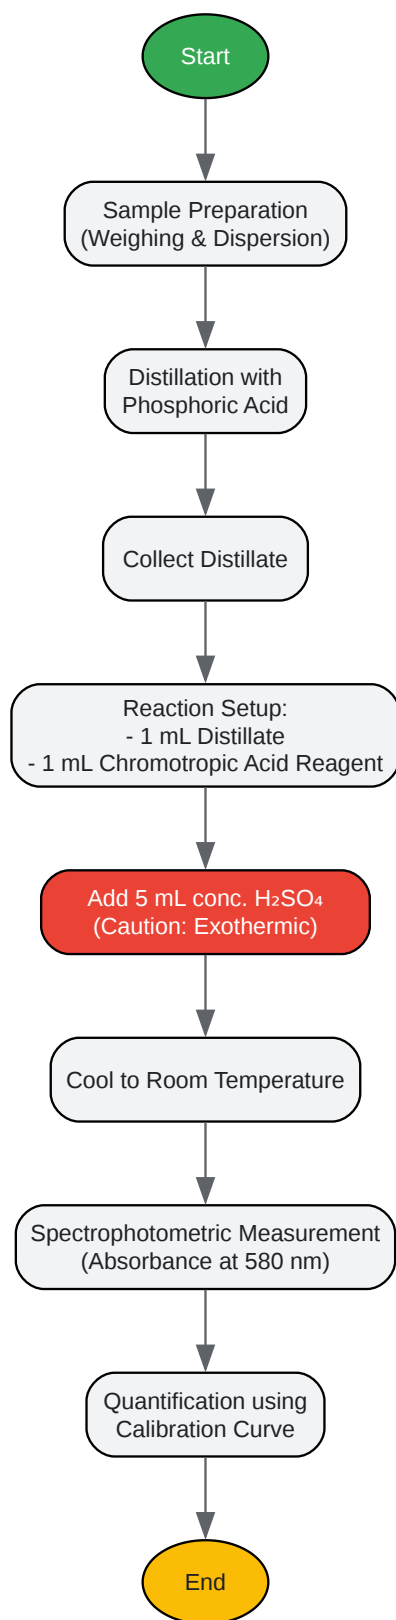 Start
Sample Preparation
(Weighing & Dispersion)
Distillation with
Phosphoric Acid
Collect Distillate
Reaction Setup:
- 1 mL Distillate
- 1 mL Chromotropic Acid Reagent
Add 5 mL conc. H₂SO₄
(Caution: Exothermic)
Cool to Room Temperature
Spectrophotometric Measurement
(Absorbance at 580 nm)
Quantification using
Calibration Curve
End